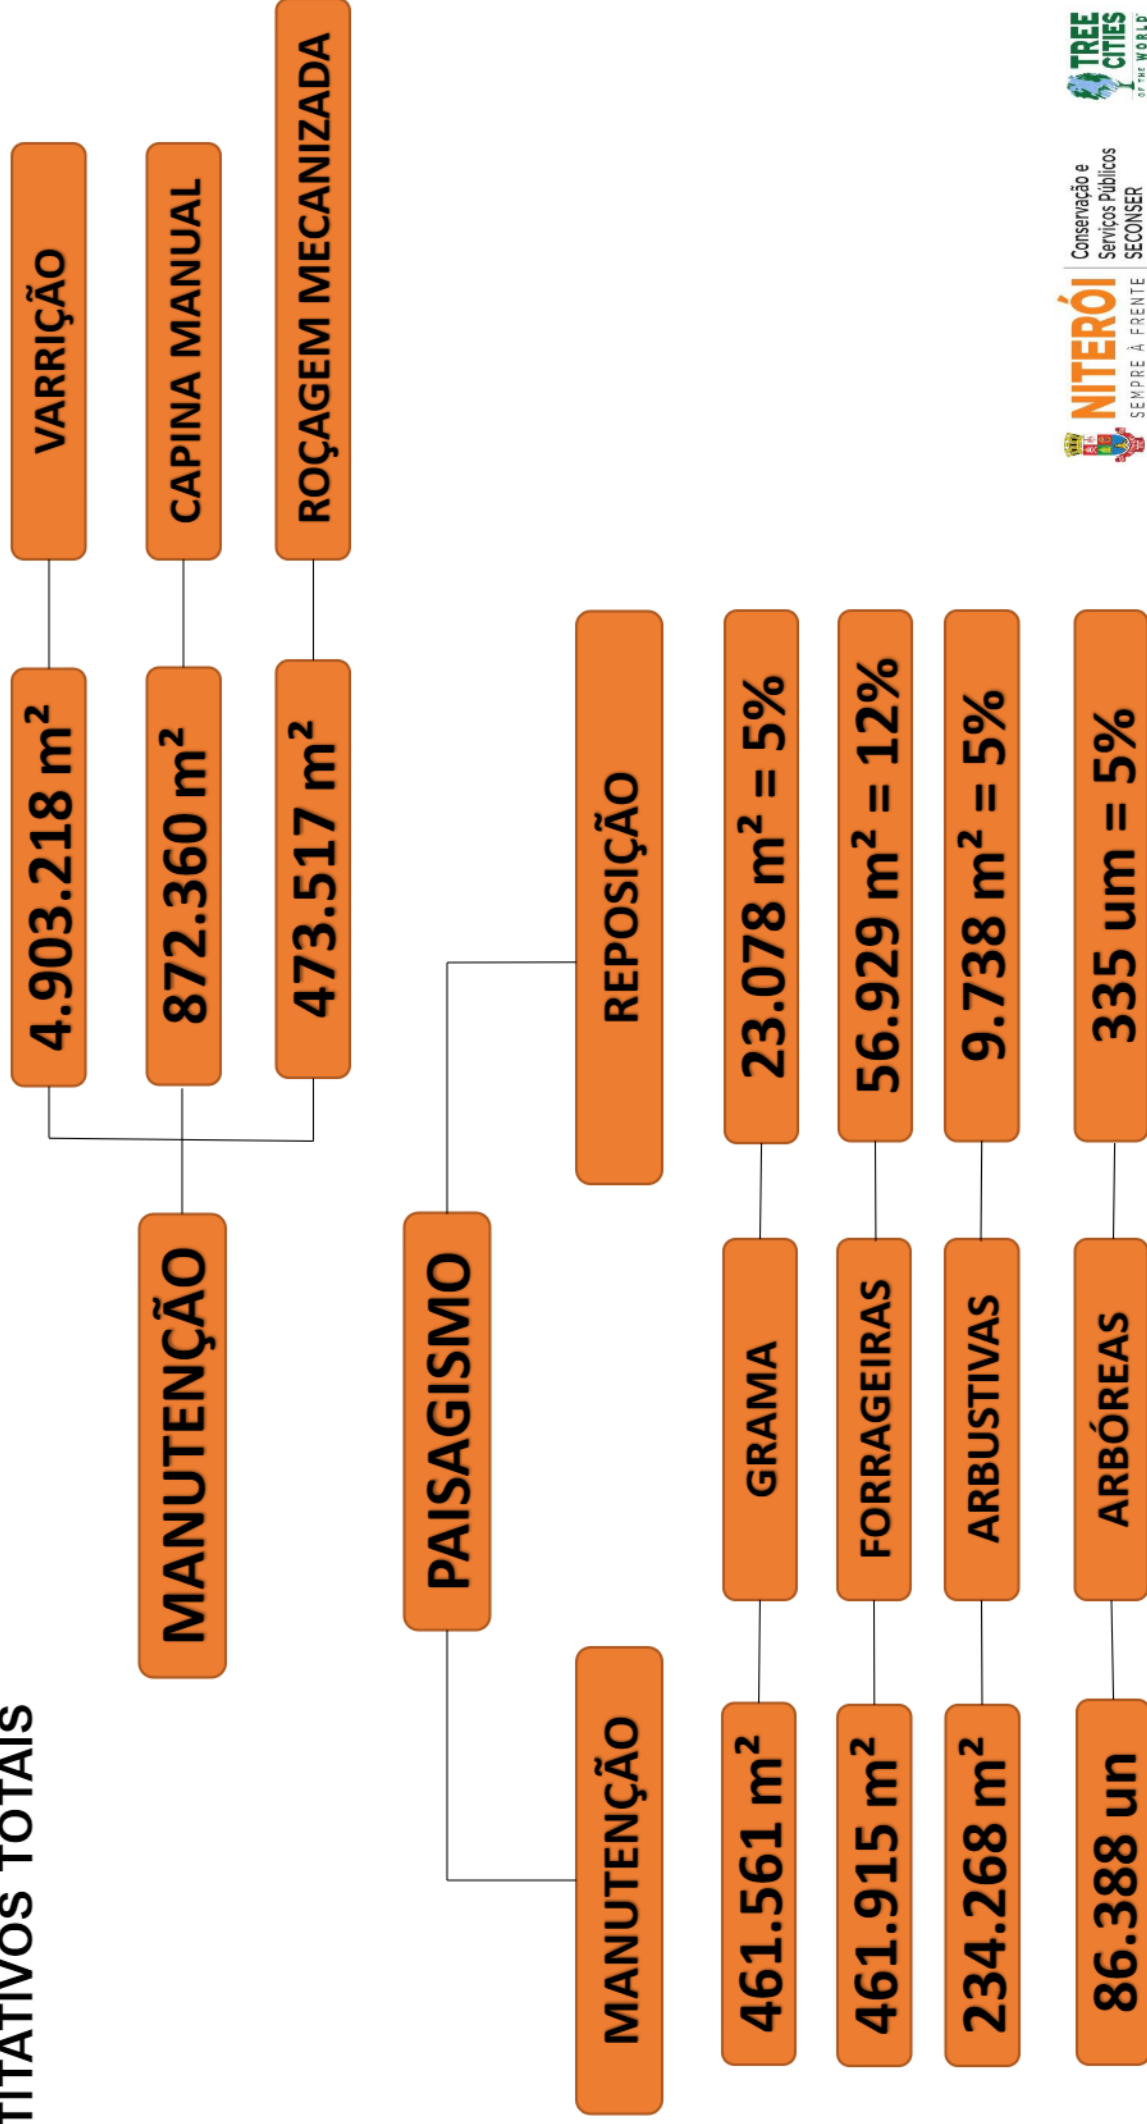 TITATIVOS TOTAIS
MANUTENÇÃO
4.903.218 m²
VARRIÇÃO
872.360 m²
CAPINA MANUAL
473.517 m²
ROÇAGEM MECANIZADA
PAISAGISMO
MANUTENÇÃO
REPOSIÇÃO
461.561 m²
GRAMA
23.078 m² = 5%
461.915 m²
FORRAGEIRAS
56.929 m² = 12%
234.268 m²
ARBUSTIVAS
9.738 m² = 5%
86.388 un
ARBÓREAS
335 um = 5%
NITERÓI
SEMPRE À FRENTE
Conservação e
Serviços Públicos
SECONSER
TREE
CITIES
OF THE WORLD